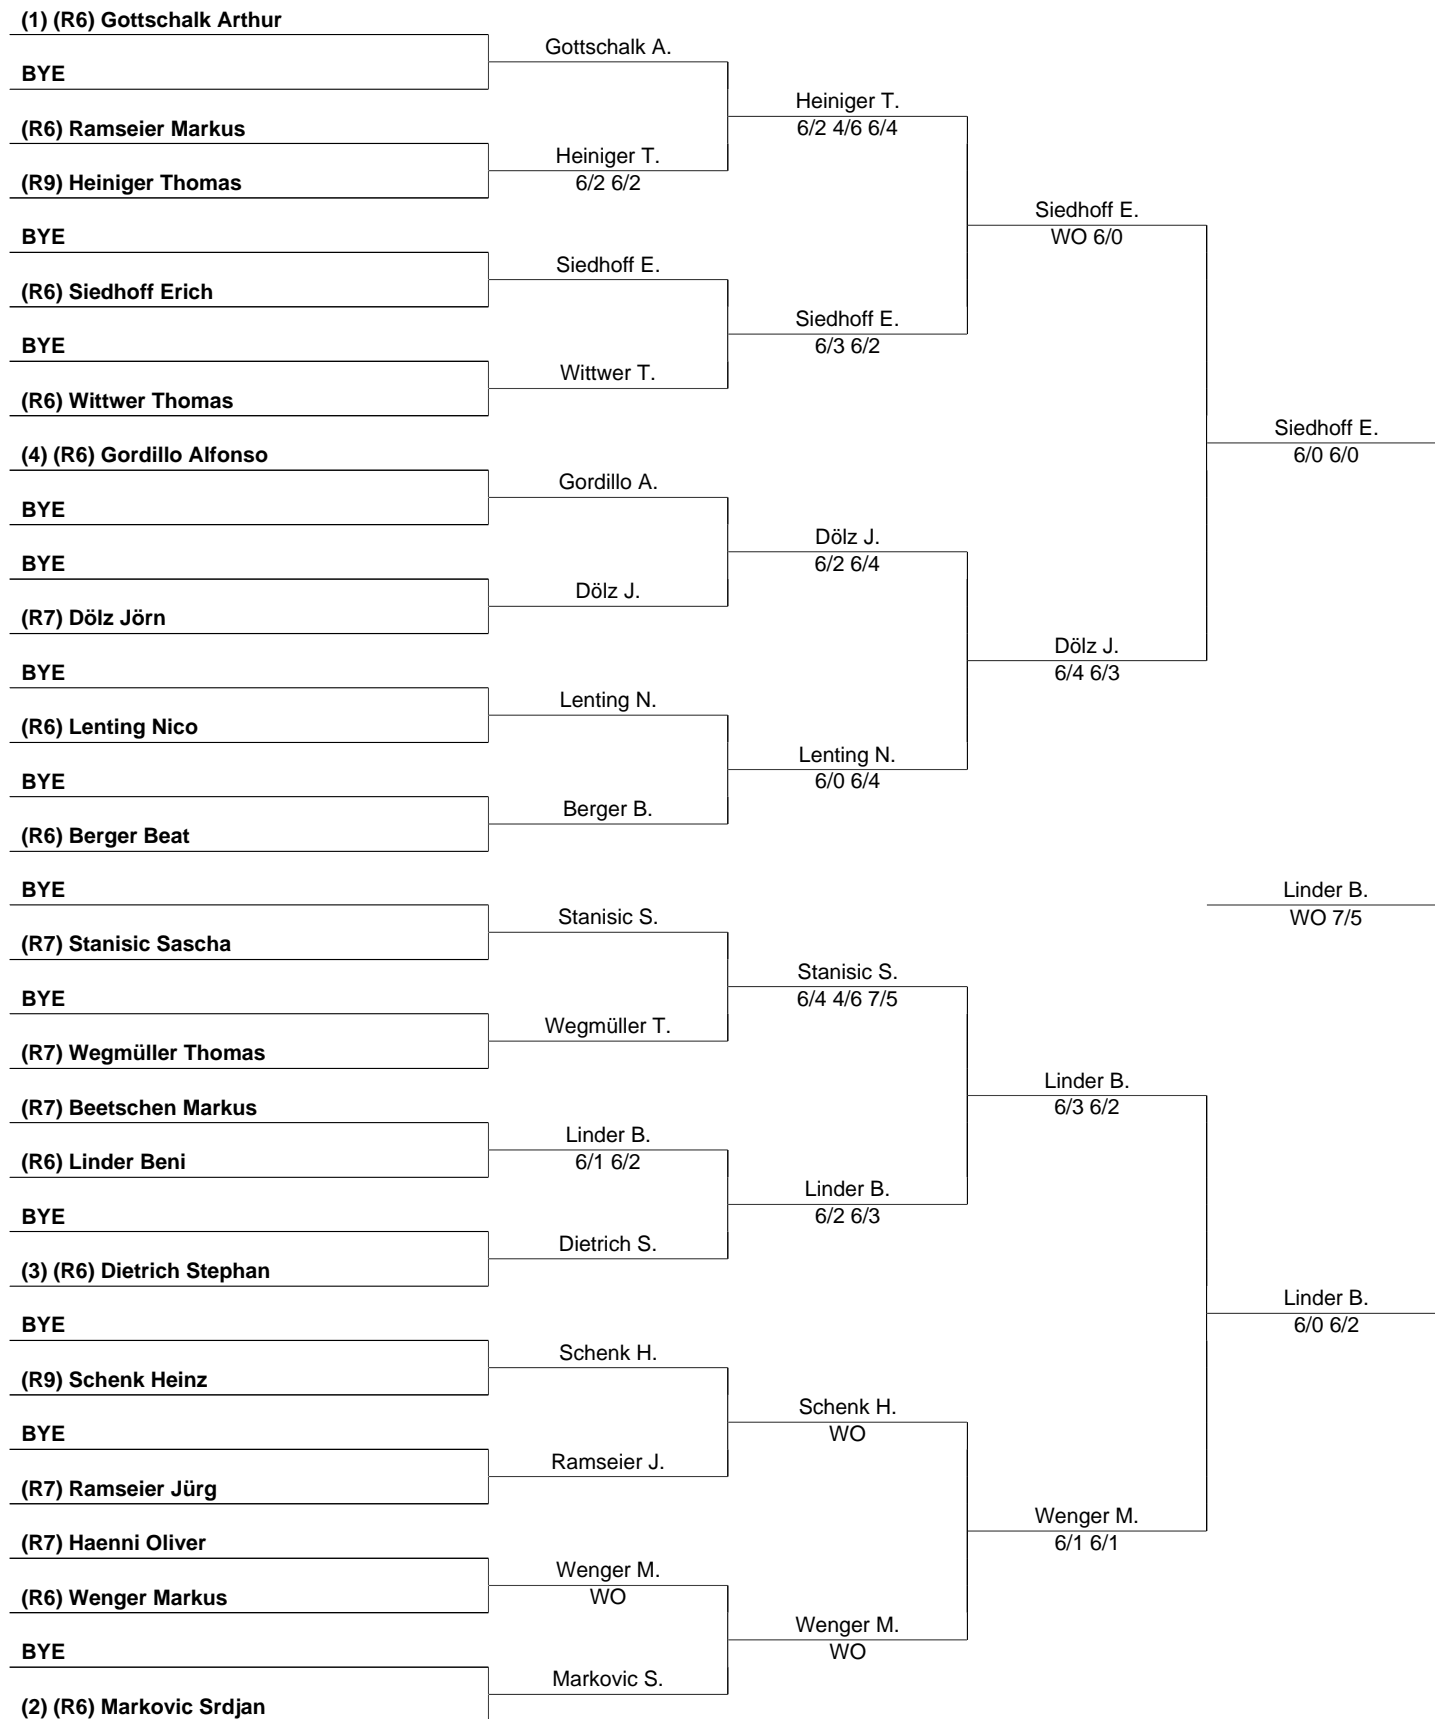 (1) (R6) Gottschalk Arthur
Gottschalk A.
BYE
Heiniger T.
6/2 4/6 6/4
(R6) Ramseier Markus
Heiniger T.
6/2 6/2
(R9) Heiniger Thomas
Siedhoff E.
WO 6/0
BYE
Siedhoff E.
(R6) Siedhoff Erich
Siedhoff E.
6/3 6/2
BYE
Wittwer T.
(R6) Wittwer Thomas
Siedhoff E.
6/0 6/0
(4) (R6) Gordillo Alfonso
Gordillo A.
BYE
Dölz J.
6/2 6/4
BYE
Dölz J.
(R7) Dölz Jörn
Dölz J.
6/4 6/3
BYE
Lenting N.
(R6) Lenting Nico
Lenting N.
6/0 6/4
BYE
Berger B.
(R6) Berger Beat
BYE
Linder B.
WO 7/5
Stanisic S.
(R7) Stanisic Sascha
Stanisic S.
6/4 4/6 7/5
BYE
Wegmüller T.
(R7) Wegmüller Thomas
Linder B.
6/3 6/2
(R7) Beetschen Markus
Linder B.
6/1 6/2
(R6) Linder Beni
Linder B.
6/2 6/3
BYE
Dietrich S.
(3) (R6) Dietrich Stephan
Linder B.
6/0 6/2
BYE
Schenk H.
(R9) Schenk Heinz
Schenk H.
WO
BYE
Ramseier J.
(R7) Ramseier Jürg
Wenger M.
6/1 6/1
(R7) Haenni Oliver
Wenger M.
WO
(R6) Wenger Markus
Wenger M.
WO
BYE
Markovic S.
(2) (R6) Markovic Srdjan